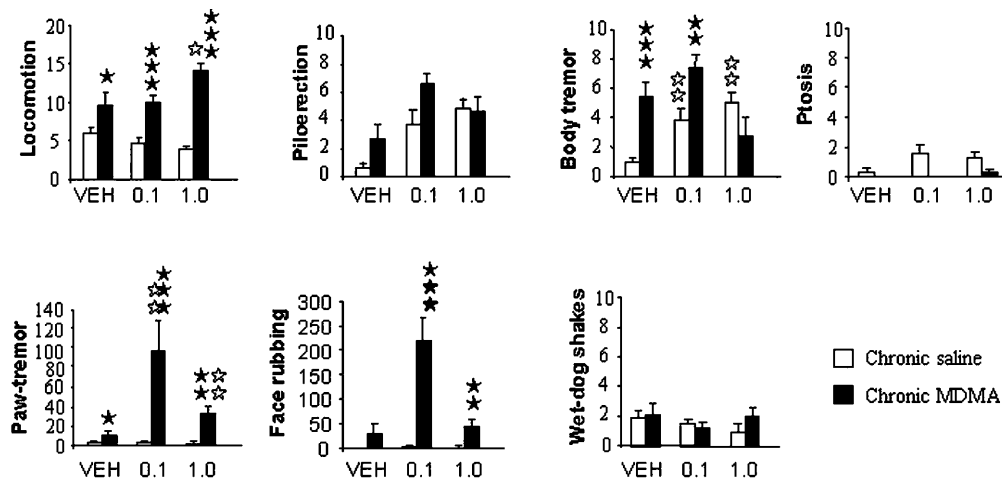 Locomotion
20
15
10
5
0
VEH 0.1 1.0
Piloerection
10
8
6
4
2
0
VEH 0.1 1.0
Body tremor
10
8
6
4
2
0
VEH 0.1 1.0
Ptosis
10
8
6
4
2
0
VEH 0.1 1.0
Paw-tremor
140
120
100
80
60
40
20
0
VEH 0.1 1.0
Face rubbing
300
250
200
150
100
50
0
VEH 0.1 1.0
Wet-dog shakes
10
8
6
4
2
0
VEH 0.1 1.0
Chronic saline
Chronic MDMA